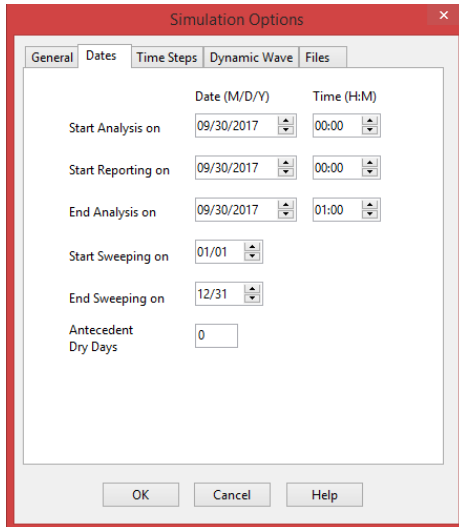 Simulation Options
General Dates Time Steps Dynamic Wave Files
Date (M/D/Y) Time (H:M)
Start Analysis on 09/30/2017 00:00
Start Reporting on 09/30/2017 00:00
End Analysis on 09/30/2017 01:00
Start Sweeping on 01/01
End Sweeping on 12/31
Antecedent
Dry Days 0
OK Cancel Help